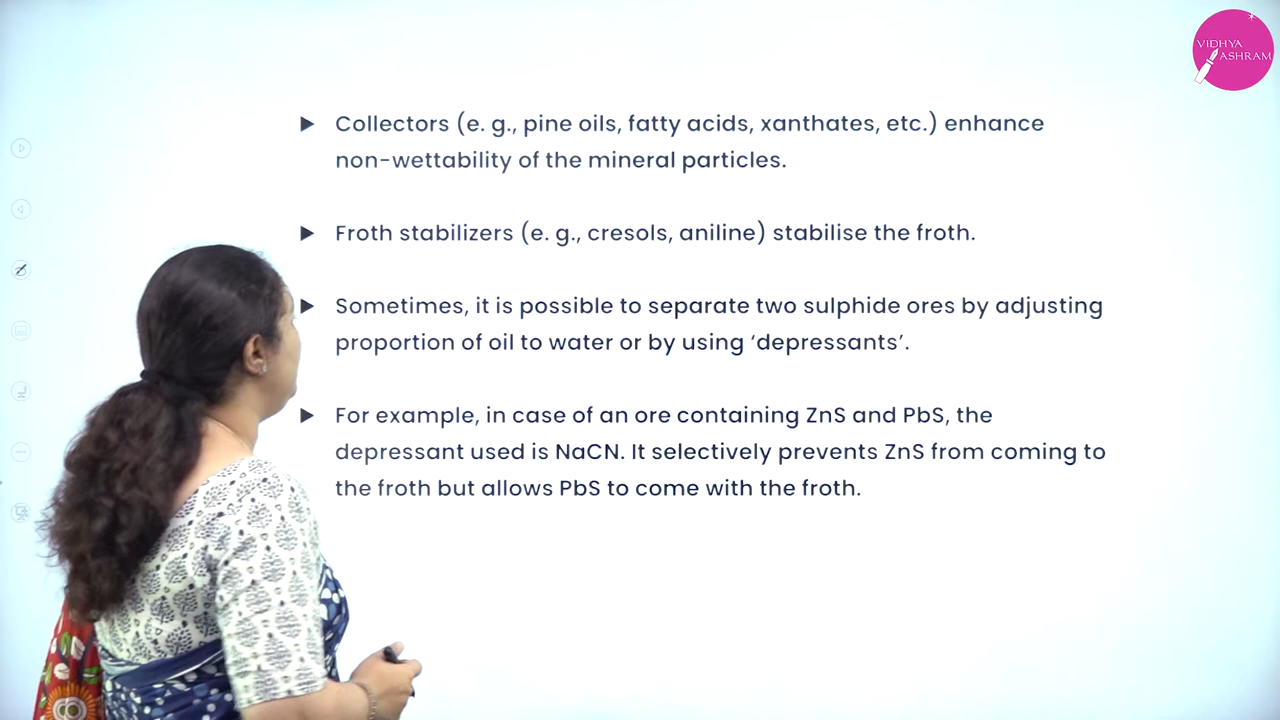 VIDHYA
ASHRAM
Collectors (e. g., pine oils, fatty acids, xanthates, etc.) enhance
non-wettability of the mineral particles.
Froth stabilizers (e. g., cresols, aniline) stabilise the froth.
Sometimes, it is possible to separate two sulphide ores by adjusting
proportion of oil to water or by using ‘depressants’.
For example, in case of an ore containing ZnS and PbS, the
depressant used is NaCN. It selectively prevents ZnS from coming to
the froth but allows PbS to come with the froth.